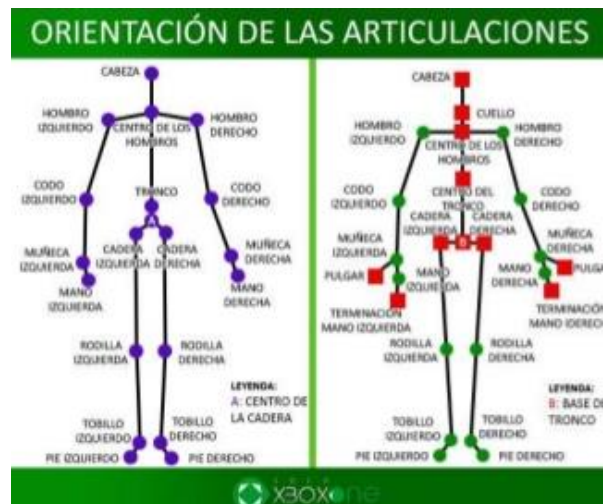 ORIENTACIÓN DE LAS ARTICULACIONES
CABEZA
HOMBRO
IZQUIERDO
CENTRO DE LOS
HOMBROS
HOMBRO
DERECHO
CODO
IZQUIERDO
TRONCO
CODO
DERECHO
A
MUÑECA
IZQUIERDA
CADERA
IZQUIERDA
CADERA
DERECHA
MUÑECA
DERECHA
MANO
IZQUIERDA
MANO
DERECHA
RODILLA
IZQUIERDA
RODILLA
DERECHA
LEYENDA:
A: CENTRO DE
LA CADERA
TOBILLO
IZQUIERDO
TOBILLO
DERECHO
PIE IZQUIERDO
PIE DERECHO
CABEZA
CUELLO
HOMBRO
IZQUIERDO
CENTRO DE LOS
HOMBROS
HOMBRO
DERECHO
CODO
IZQUIERDO
CENTRO DEL
TRONCO
CODO
DERECHO
CADERA
IZQUIERDA
CADERA
DERECHA
B
MUÑECA
IZQUIERDA
MUÑECA
DERECHA
PULGAR
MANO
IZQUIERDA
MANO
DERECHA
PULG
TERMINACIÓN
MANO IZQUIERDA
TERMINACIÓN
MANO IDEREC
RODILLA
IZQUIERDA
RODILLA
DERECHA
LEYENDA:
B: BASE DE
TRONCO
TOBILLO
IZQUIERDO
TOBILLO
DERECHO
PIE IZQUIERDO
PIE DERECHO
XBOXONE